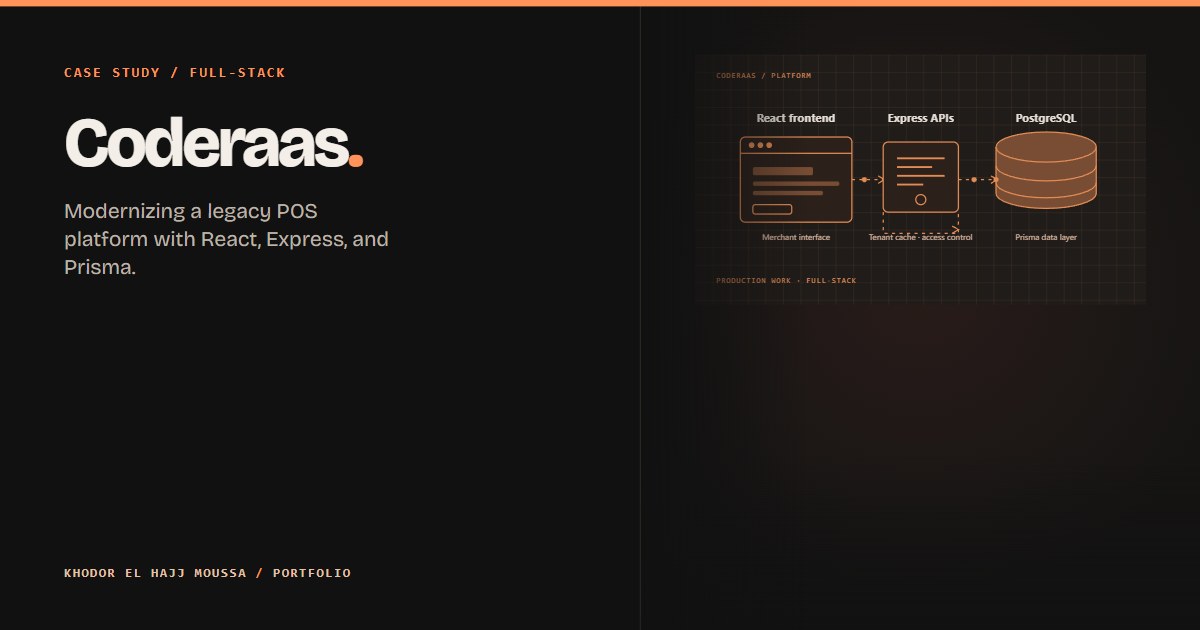 CASE STUDY / FULL-STACK
Coderaas.
Modernizing a legacy POS
platform with React, Express, and
Prisma.
KHODOR EL HAJJ MOUSSA / PORTFOLIO
CODERAAS / PLATFORM
React frontend
Express APIs
PostgreSQL
Merchant interface
Tenant cache · access control
Prisma data layer
PRODUCTION WORK · FULL-STACK